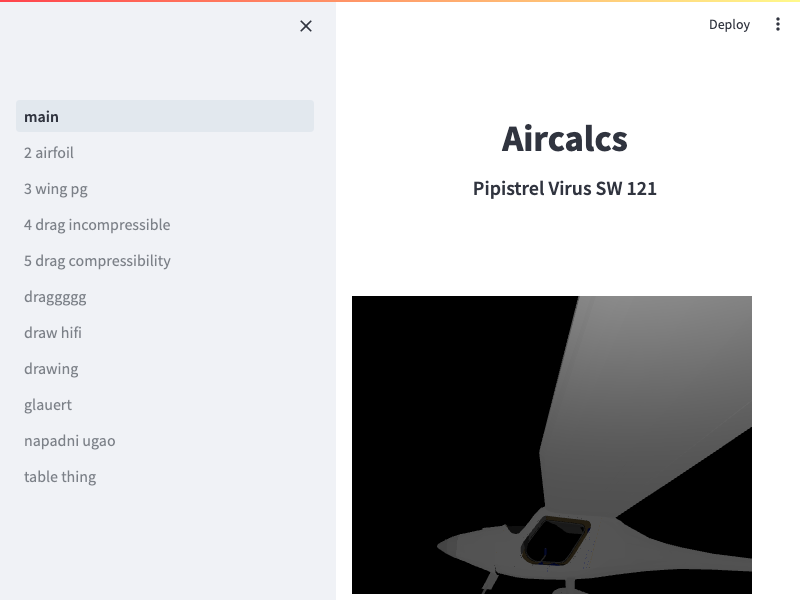 Deploy
main
2 airfoil
3 wing pg
4 drag incompressible
5 drag compressibility
draggggg
draw hifi
drawing
glauert
napadni ugao
table thing
Aircalcs
Pipistrel Virus SW 121